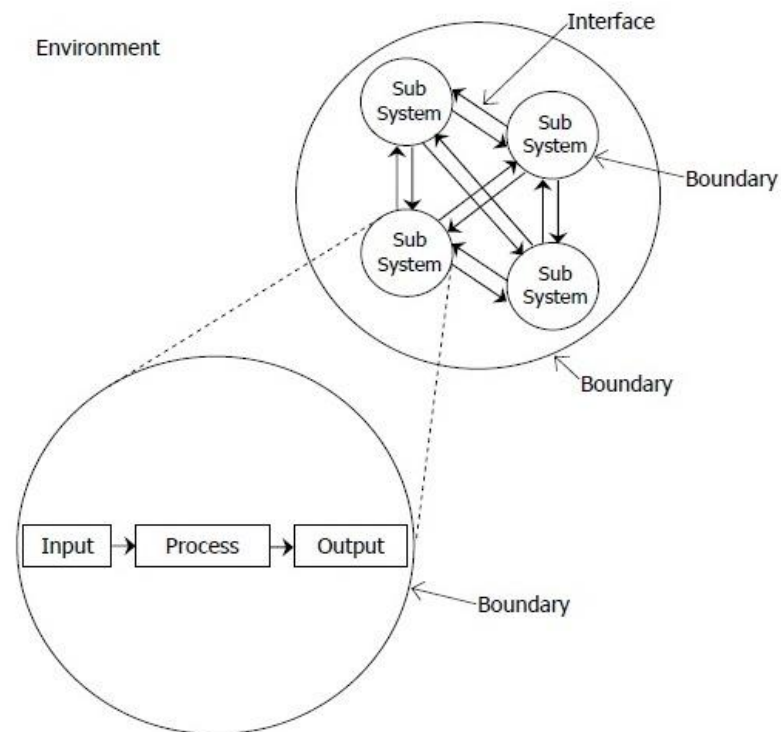 Environment
Interface
Sub
System
Sub
System
Boundary
Sub
System
Sub
System
Boundary
Input
Process
Output
Boundary